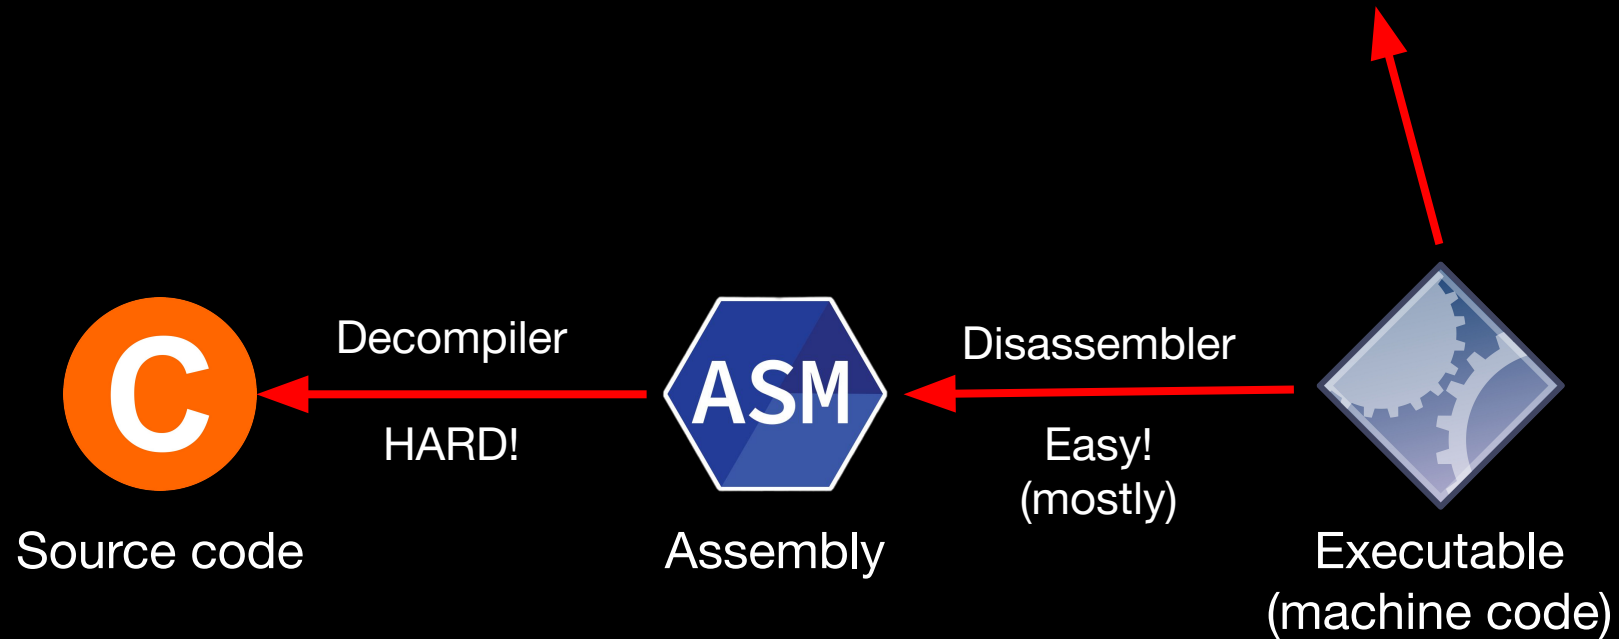 Decompiler
HARD!
Disassembler
Easy!
(mostly)
C
ASM
Source code
Assembly
Executable
(machine code)